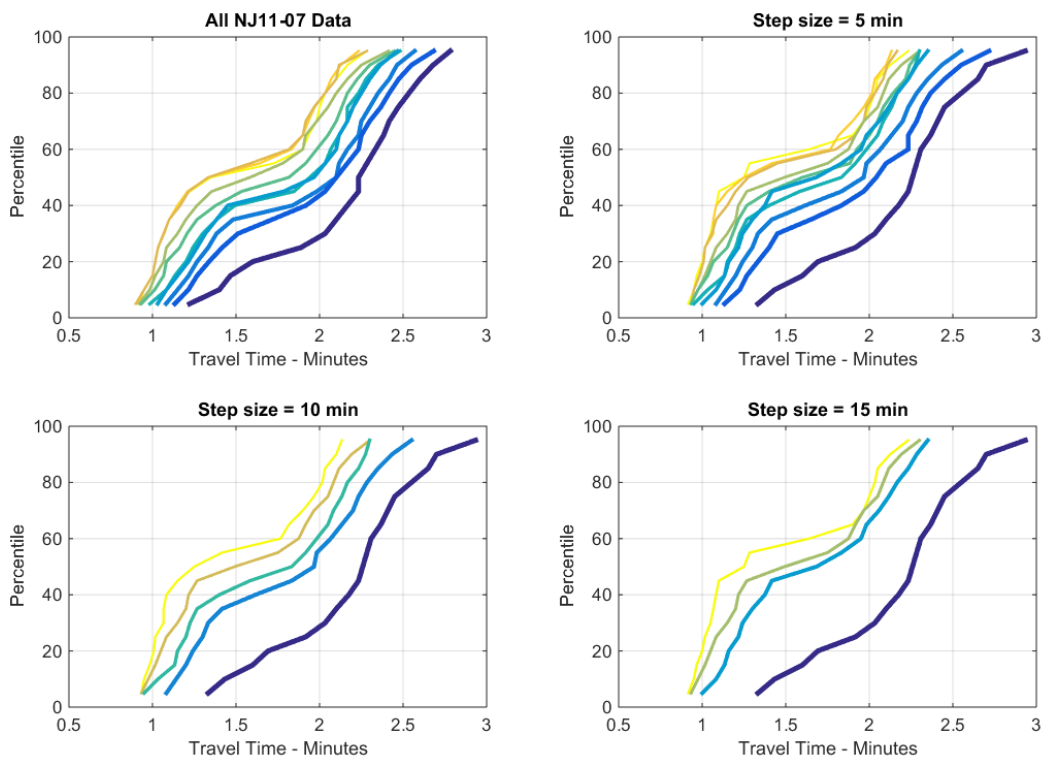 All NJ11-07 Data
100
80
60
40
20
0
Percentile
0.5 1 1.5 2 2.5 3
Travel Time - Minutes
Step size = 5 min
100
80
60
40
20
0
Percentile
0.5 1 1.5 2 2.5 3
Travel Time - Minutes
Step size = 10 min
100
80
60
40
20
0
Percentile
0.5 1 1.5 2 2.5 3
Travel Time - Minutes
Step size = 15 min
100
80
60
40
20
0
Percentile
0.5 1 1.5 2 2.5 3
Travel Time - Minutes